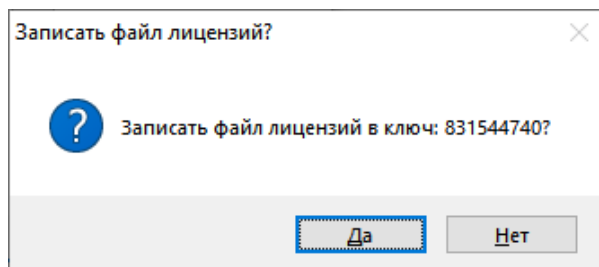 Записать файл лицензий?
Записать файл лицензий в ключ: 831544740?
Да
Нет